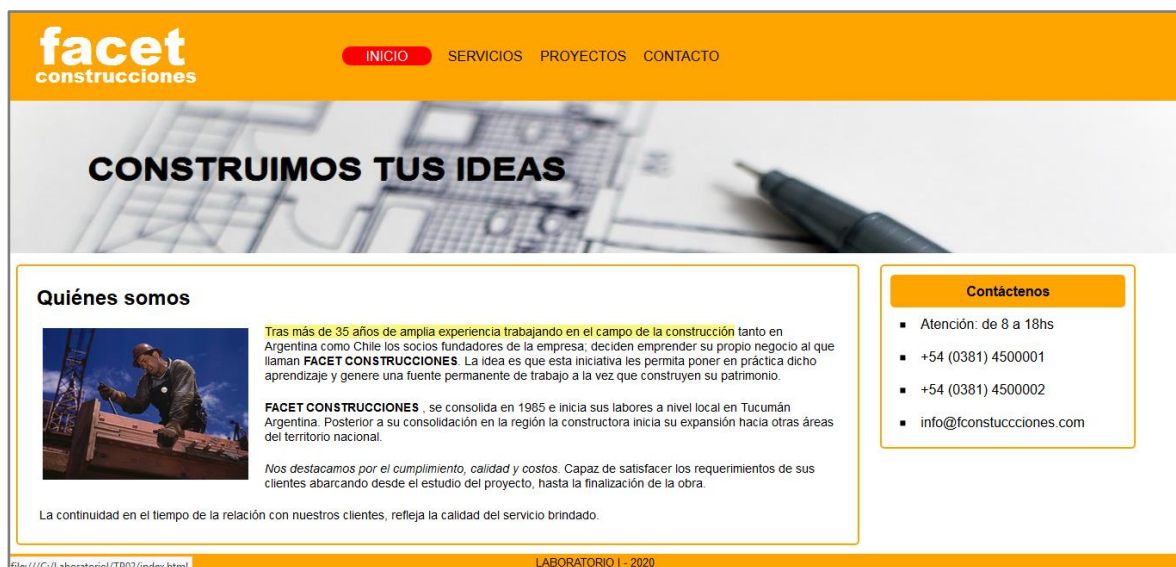 facet
construcciones
INICIO SERVICIOS PROYECTOS CONTACTO
CONSTRUIMOS TUS IDEAS
Quiénes somos
Tras más de 35 años de amplia experiencia trabajando en el campo de la construcción tanto en
Argentina como Chile los socios fundadores de la empresa; deciden emprender su propio negocio al que
llaman FACET CONSTRUCCIONES. La idea es que esta iniciativa les permita poner en práctica dicho
aprendizaje y genere una fuente permanente de trabajo a la vez que construyen su patrimonio.
FACET CONSTRUCCIONES , se consolida en 1985 e inicia sus labores a nivel local en Tucumán
Argentina. Posterior a su consolidación en la región la constructora inicia su expansión hacia otras áreas
del territorio nacional.
Nos destacamos por el cumplimiento, calidad y costos. Capaz de satisfacer los requerimientos de sus
clientes abarcando desde el estudio del proyecto, hasta la finalización de la obra.
La continuidad en el tiempo de la relación con nuestros clientes, refleja la calidad del servicio brindado.
Contáctenos
Atención: de 8 a 18hs
+54 (0381) 4500001
+54 (0381) 4500002
info@fconstuccciones.com
LABORATORIO I - 2020
file:///C:/LaboratorioI/TP02/index.html